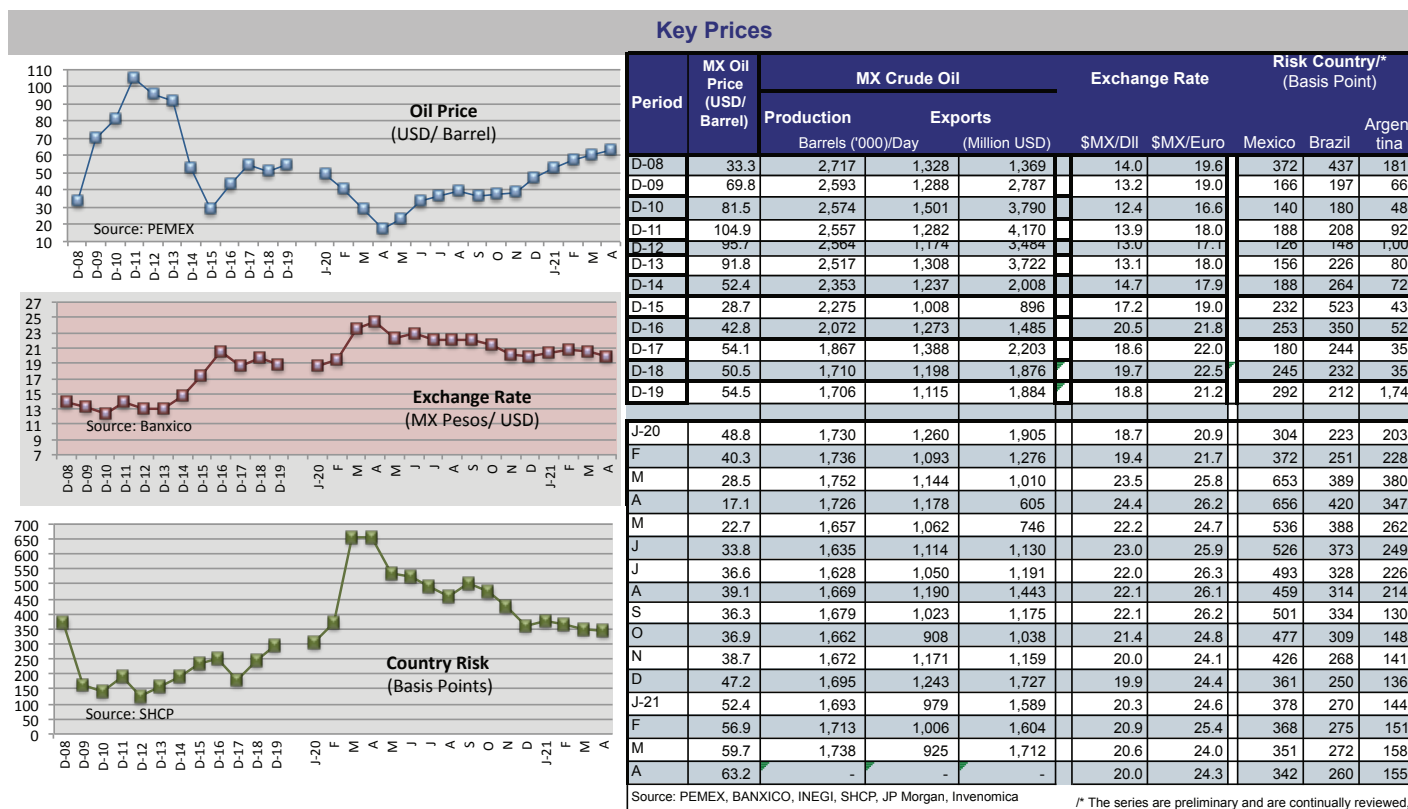 Key Prices
110
100
90
80
70
60
50
40
30
20
10
Oil Price
(USD/ Barrel)
Source: PEMEX
D-08 D-09 D-10 D-11 D-12 D-13 D-14 D-15 D-16 D-17 D-18 D-19 J-20 F M A M J J A S O N D J-21 F M A
27
25
23
21
19
17
15
13
11
9
7
Exchange Rate
(MX Pesos/ USD)
Source: Banxico
D-08 D-09 D-10 D-11 D-12 D-13 D-14 D-15 D-16 D-17 D-18 D-19 J-20 F M A M J J A S O N D J-21 F M A
700
650
600
550
500
450
400
350
300
250
200
150
100
50
0
Country Risk
(Basis Points)
Source: SHCP
D-08 D-09 D-10 D-11 D-12 D-13 D-14 D-15 D-16 D-17 D-18 D-19 J-20 F M A M J J A S O N D J-21 F M A
Period
MX Oil
Price
(USD/
Barrel)
MX Crude Oil
Exchange Rate
Risk Country/*
(Basis Point)
Production Exports
Barrels ('000)/Day (Million USD)
$MX/Dll $MX/Euro Mexico Brazil
Argen
tina
D-08 33.3 2,717 1,328 1,369 14.0 19.6 372 437 181
D-09 69.8 2,593 1,288 2,787 13.2 19.0 166 197 66
D-10 81.5 2,574 1,501 3,790 12.4 16.6 140 180 48
D-11 104.9 2,557 1,282 4,170 13.9 18.0 188 208 92
D-12 95.7 2,564 1,174 3,484 13.0 17.1 126 148 1,00
D-13 91.8 2,517 1,308 3,722 13.1 18.0 156 226 80
D-14 52.4 2,353 1,237 2,008 14.7 17.9 188 264 72
D-15 28.7 2,275 1,008 896 17.2 19.0 232 523 43
D-16 42.8 2,072 1,273 1,485 20.5 21.8 253 350 52
D-17 54.1 1,867 1,388 2,203 18.6 22.0 180 244 35
D-18 50.5 1,710 1,198 1,876 19.7 22.5 245 232 35
D-19 54.5 1,706 1,115 1,884 18.8 21.2 292 212 1,74
J-20 48.8 1,730 1,260 1,905 18.7 20.9 304 223 203
F 40.3 1,736 1,093 1,276 19.4 21.7 372 251 228
M 28.5 1,752 1,144 1,010 23.5 25.8 653 389 380
A 17.1 1,726 1,178 605 24.4 26.2 656 420 347
M 22.7 1,657 1,062 746 22.2 24.7 536 388 262
J 33.8 1,635 1,114 1,130 23.0 25.9 526 373 249
J 36.6 1,628 1,050 1,191 22.0 26.3 493 328 226
A 39.1 1,669 1,190 1,443 22.1 26.1 459 314 214
S 36.3 1,679 1,023 1,175 22.1 26.2 501 334 130
O 36.9 1,662 908 1,038 21.4 24.8 477 309 148
N 38.7 1,672 1,171 1,159 20.0 24.1 426 268 141
D 47.2 1,695 1,243 1,727 19.9 24.4 361 250 136
J-21 52.4 1,693 979 1,589 20.3 24.6 378 270 144
F 56.9 1,713 1,006 1,604 20.9 25.4 368 275 151
M 59.7 1,738 925 1,712 20.6 24.0 351 272 158
A 63.2 - - - 20.0 24.3 342 260 155
Source: PEMEX, BANXICO, INEGI, SHCP, JP Morgan, Invenomica
/* The series are preliminary and are continually reviewed